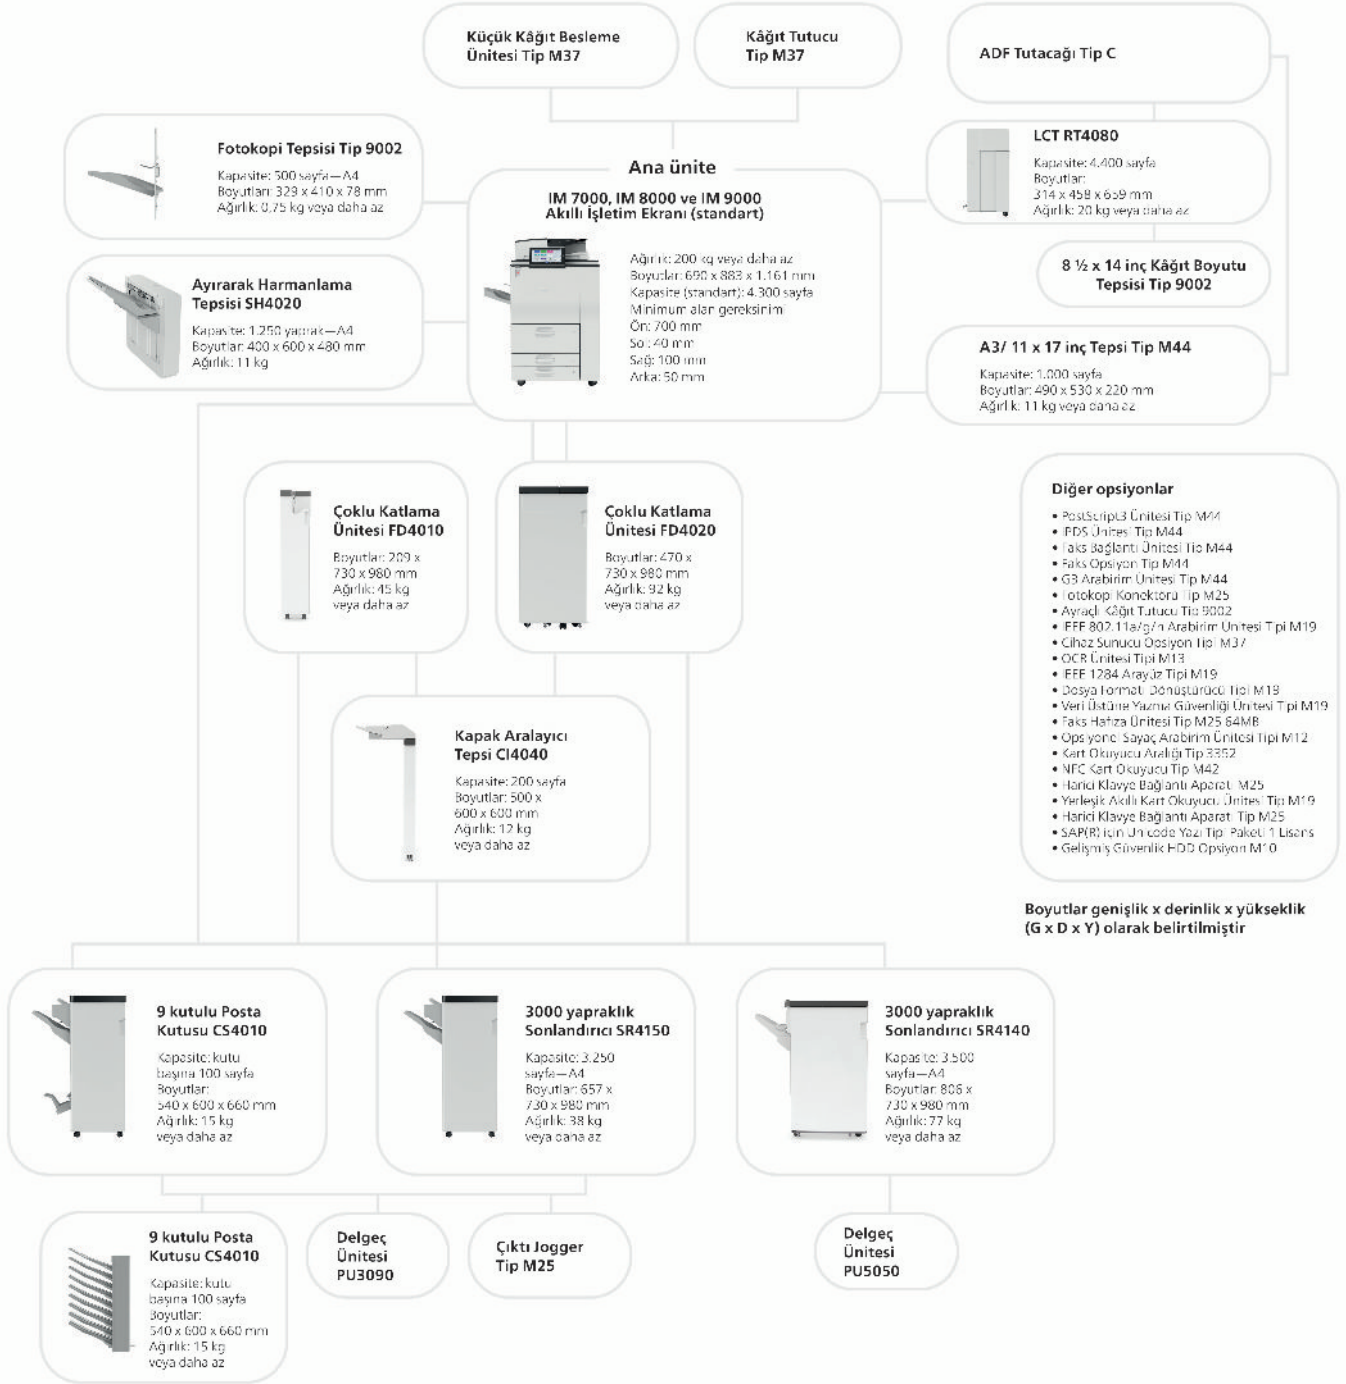 Küçük Kâğıt Besleme
Ünitesi Tip M37
Kâğıt Tutucu
Tip M37
ADF Tutacağı Tip C
Fotokopi Tepsisi Tip 9002
Kapasite: 500 sayfa—A4
Boyutları: 329 x 410 x 78 mm
Ağırlık: 0,75 kg veya daha az
Ayırarak Harmanlama
Tepsisi SH4020
Kapasite: 1.250 yaprak—A4
Boyutlar: 400 x 600 x 480 mm
Ağırlık: 11 kg
Ana ünite
IM 7000, IM 8000 ve IM 9000
Akıllı İşletim Ekranı (standart)
Ağırlık: 200 kg veya daha az
Boyutlar: 690 x 883 x 1.161 mm
Kapasite (standart): 4.300 sayfa
Minimum alan gereksinimi
Ön: 700 mm
Sol: 40 mm
Sağ: 100 mm
Arka: 50 mm
LCT RT4080
Kapasite: 4.400 sayfa
Boyutlar:
314 x 458 x 659 mm
Ağırlık: 20 kg veya daha az
8 ½ x 14 inç Kâğıt Boyutu
Tepsisi Tip 9002
A3/ 11 x 17 inç Tepsi Tip M44
Kapasite: 1.000 sayfa
Boyutlar: 490 x 530 x 220 mm
Ağırlık: 11 kg veya daha az
Çoklu Katlama
Ünitesi FD4010
Boyutlar: 209 x
730 x 980 mm
Ağırlık: 45 kg
veya daha az
Çoklu Katlama
Ünitesi FD4020
Boyutlar: 470 x
730 x 980 mm
Ağırlık: 92 kg
veya daha az
Kapak Aralayıcı
Tepsi CI4040
Kapasite: 200 sayfa
Boyutlar: 500 x
600 x 600 mm
Ağırlık: 12 kg
veya daha az
Diğer opsiyonlar
• PostScript3 Ünitesi Tip M44
• IPDS Ünitesi Tip M44
• Faks Bağlantı Ünitesi Tip M44
• Faks Opsiyon Tip M44
• G3 Arabirim Ünitesi Tip M44
• Fotokopi Konektörü Tip M25
• Ayraçlı Kâğıt Tutucu Tip 9002
• IEEE 802.11a/g/n Arabirim Ünitesi Tipi M19
• Cihaz Sunucu Opsiyon Tipi M37
• OCR Ünitesi Tipi M13
• IEEE 1284 Arayüz Tipi M19
• Dosya Formatı Dönüştürücü Tipi M19
• Veri Üstüne Yazma Güvenliği Ünitesi Tipi M19
• Faks Hafıza Ünitesi Tip M25 64MB
• Opsiyonel Sayaç Arabirim Ünitesi Tipi M12
• Kart Okuyucu Aralığı Tip 3352
• NFC Kart Okuyucu Tip M42
• Harici Klavye Bağlantı Aparatı M25
• Yerleşik Akıllı Kart Okuyucu Ünitesi Tip M19
• Harici Klavye Bağlantı Aparatı Tip M25
• SAP(R) için Unicode Yazı Tipi Paketi 1 Lisans
• Gelişmiş Güvenlik HDD Opsiyon M10
Boyutlar genişlik x derinlik x yükseklik
(G x D x Y) olarak belirtilmiştir
9 kutulu Posta
Kutusu CS4010
Kapasite: kutu
başına 100 sayfa
Boyutlar:
540 x 600 x 660 mm
Ağırlık: 15 kg
veya daha az
3000 yapraklık
Sonlandırıcı SR4150
Kapasite: 3.250
sayfa—A4
Boyutlar: 657 x
730 x 980 mm
Ağırlık: 38 kg
veya daha az
3000 yapraklık
Sonlandırıcı SR4140
Kapasite: 3.500
sayfa—A4
Boyutlar: 806 x
730 x 980 mm
Ağırlık: 77 kg
veya daha az
9 kutulu Posta
Kutusu CS4010
Kapasite: kutu
başına 100 sayfa
Boyutlar:
540 x 600 x 660 mm
Ağırlık: 15 kg
veya daha az
Delgeç
Ünitesi
PU3090
Çıktı Jogger
Tip M25
Delgeç
Ünitesi
PU5050